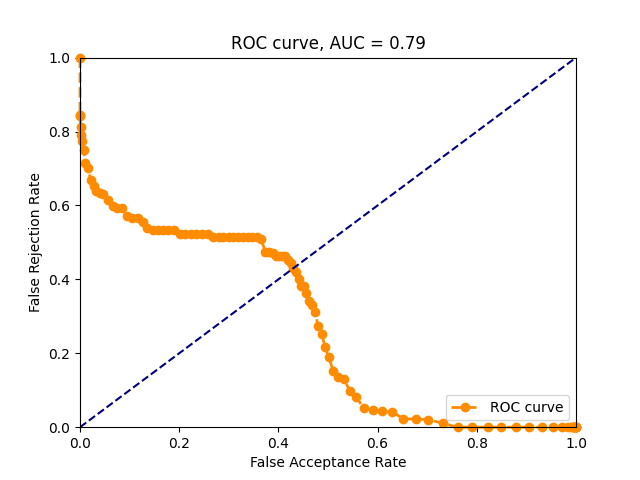 ROC curve, AUC = 0.79
1.0
0.8
0.6
0.4
0.2
0.0
False Rejection Rate
ROC curve
0.0 0.2 0.4 0.6 0.8 1.0
False Acceptance Rate